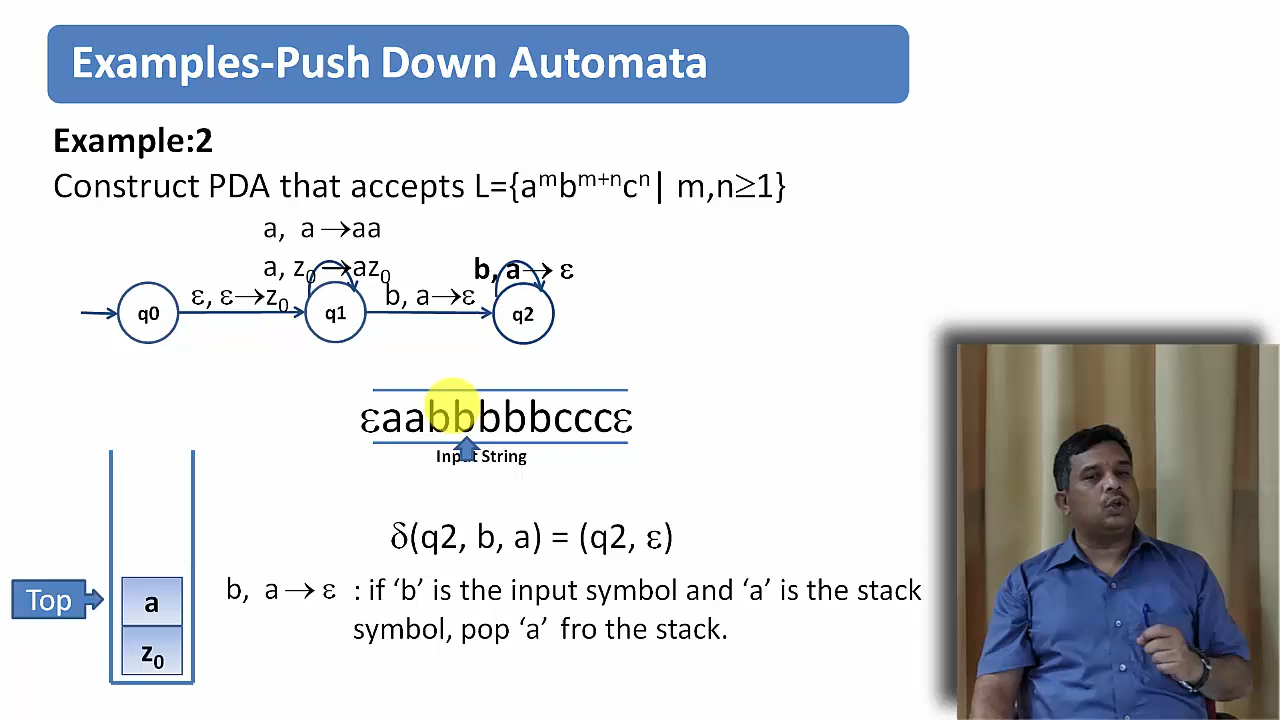 Examples-Push Down Automata
Example:2
Construct PDA that accepts L={aᵐbᵐ⁺ⁿcⁿ| m,n≥1}
a, a→aa
a, z₀→az₀
b, a→ ε
ε, ε→z₀
b, a→ε
q0
q1
q2
εaabbbbbcccε
Input String
δ(q2, b, a) = (q2, ε)
b, a→ε : if ‘b’ is the input symbol and ‘a’ is the stack
symbol, pop ‘a’ fro the stack.
Top
a
z₀